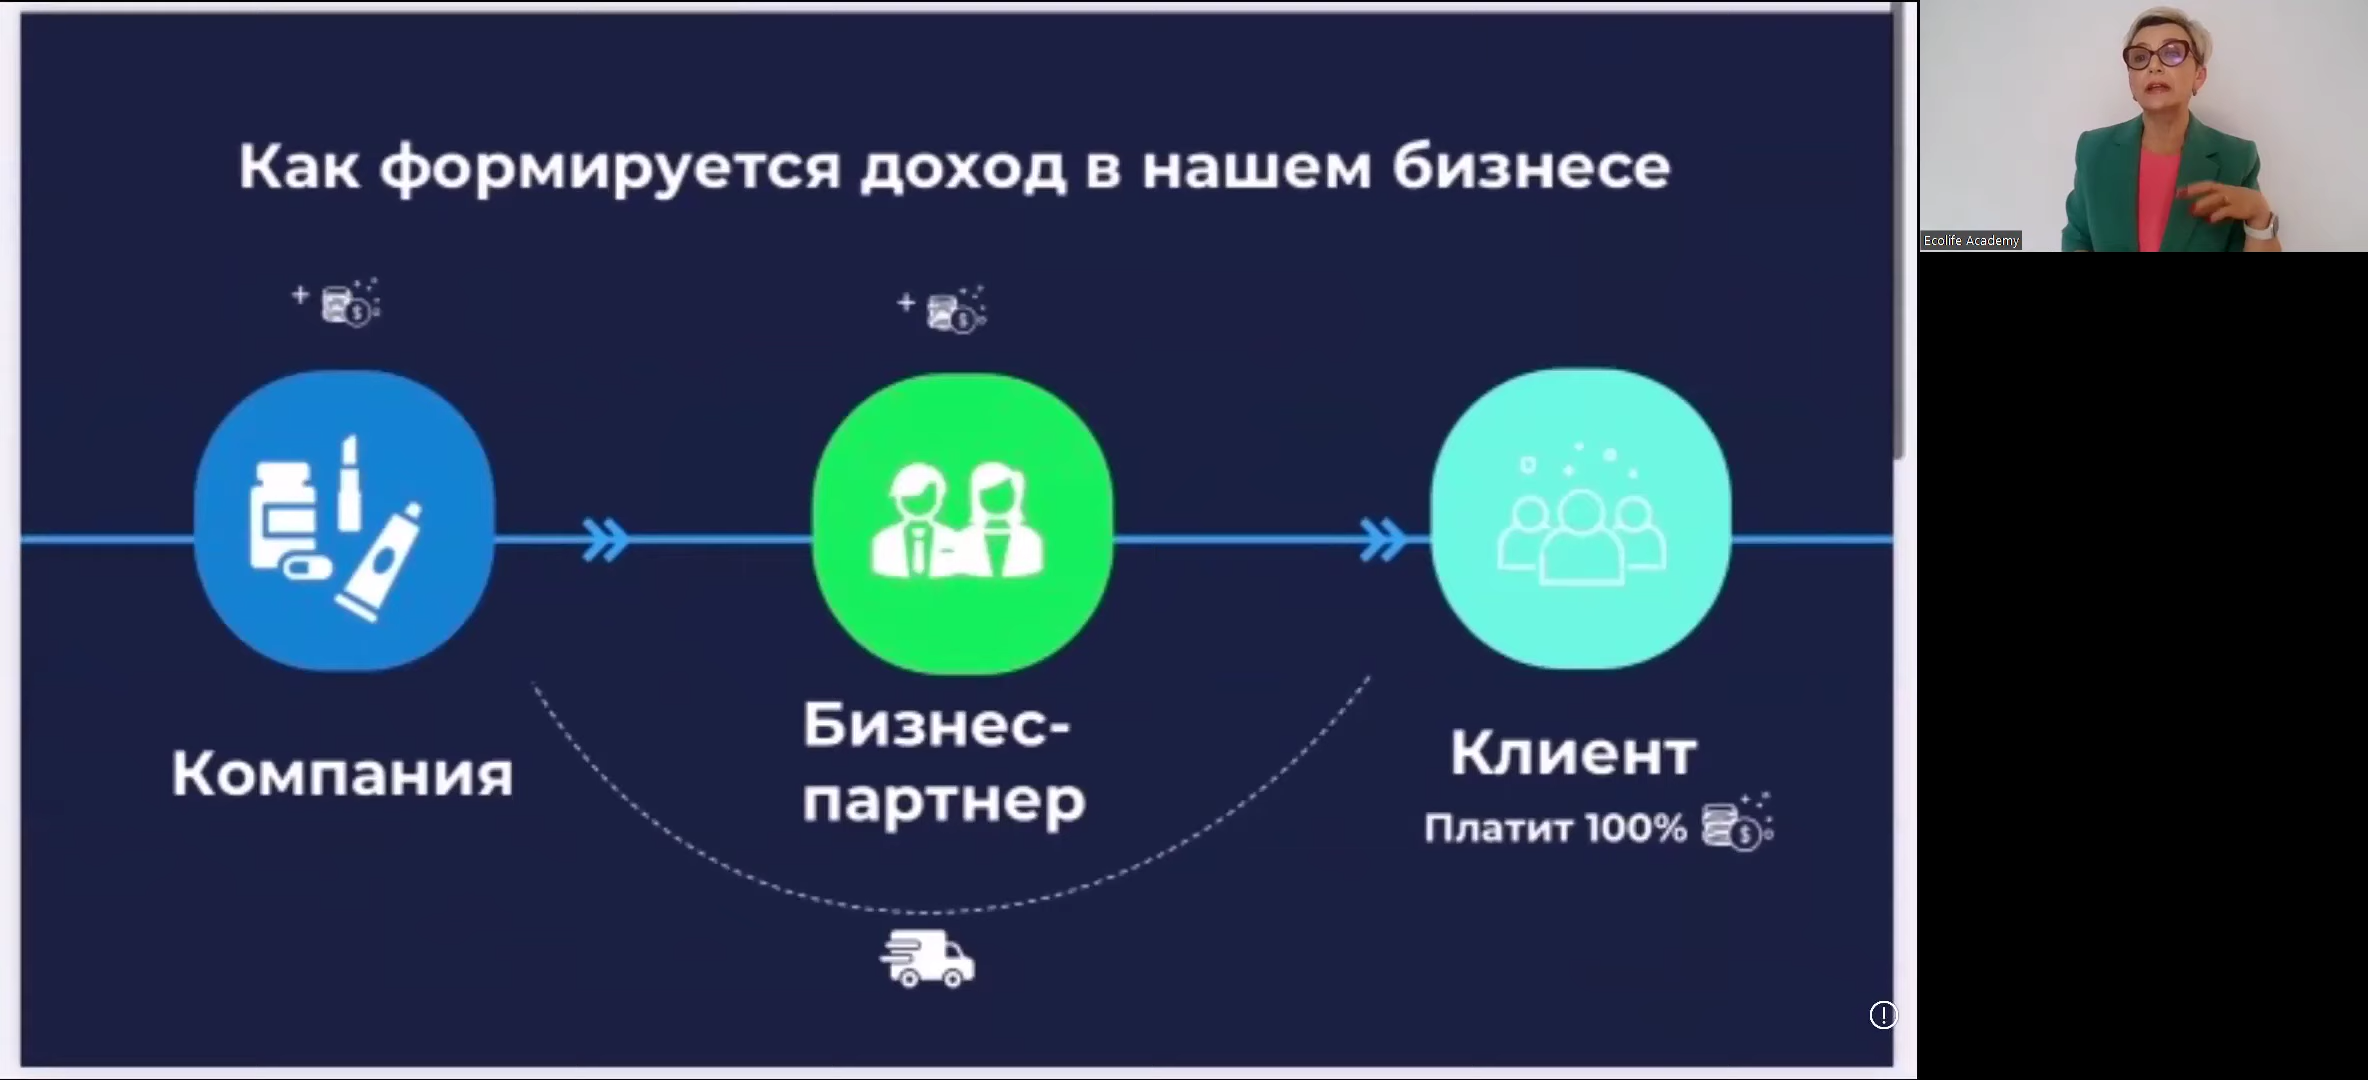 Как формируется доход в нашем бизнесе
Компания
Бизнес-
партнер
Клиент
Платит 100%
Ecolife Academy